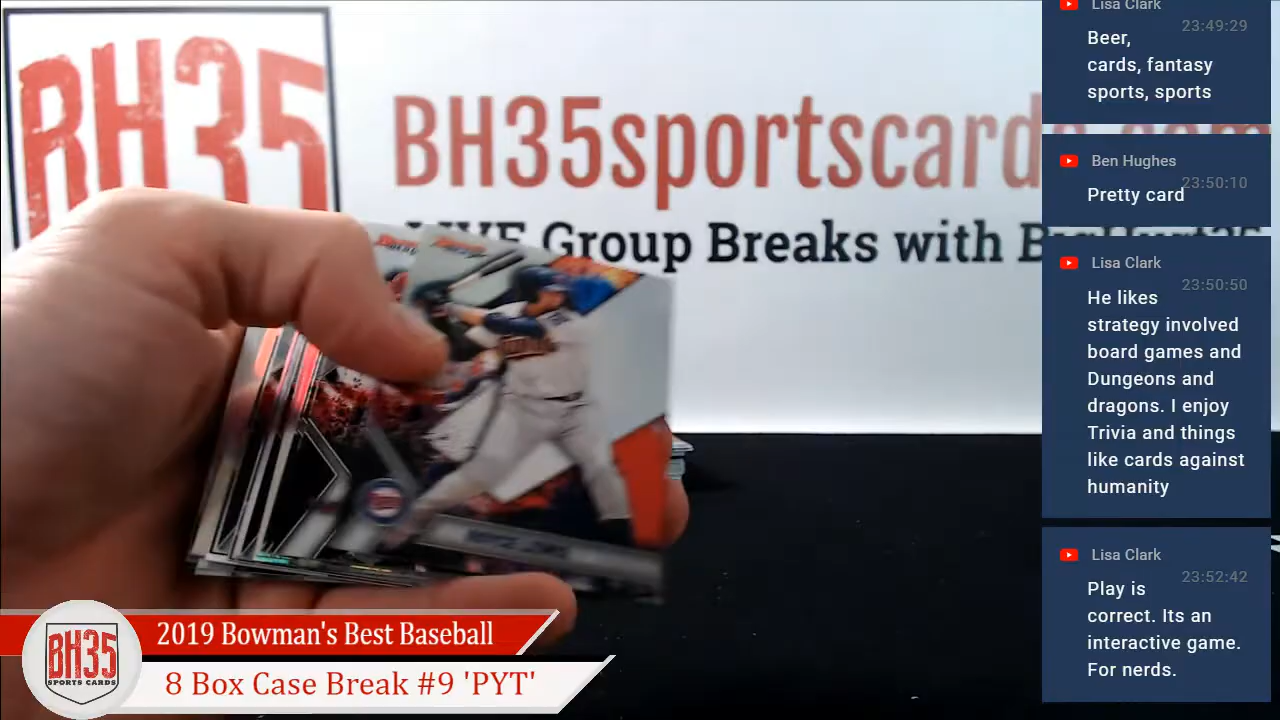 BH35
BH35sportscards.com
LIVE Group Breaks with
2019 Bowman's Best Baseball
8 Box Case Break #9 'PYT'
BH35
SPORTS CARDS
Lisa Clark
23:49:29
Beer,
cards, fantasy
sports, sports
Ben Hughes
23:50:10
Pretty card
Lisa Clark
23:50:50
He likes
strategy involved
board games and
Dungeons and
dragons. I enjoy
Trivia and things
like cards against
humanity
Lisa Clark
23:52:42
Play is
correct. Its an
interactive game.
For nerds.